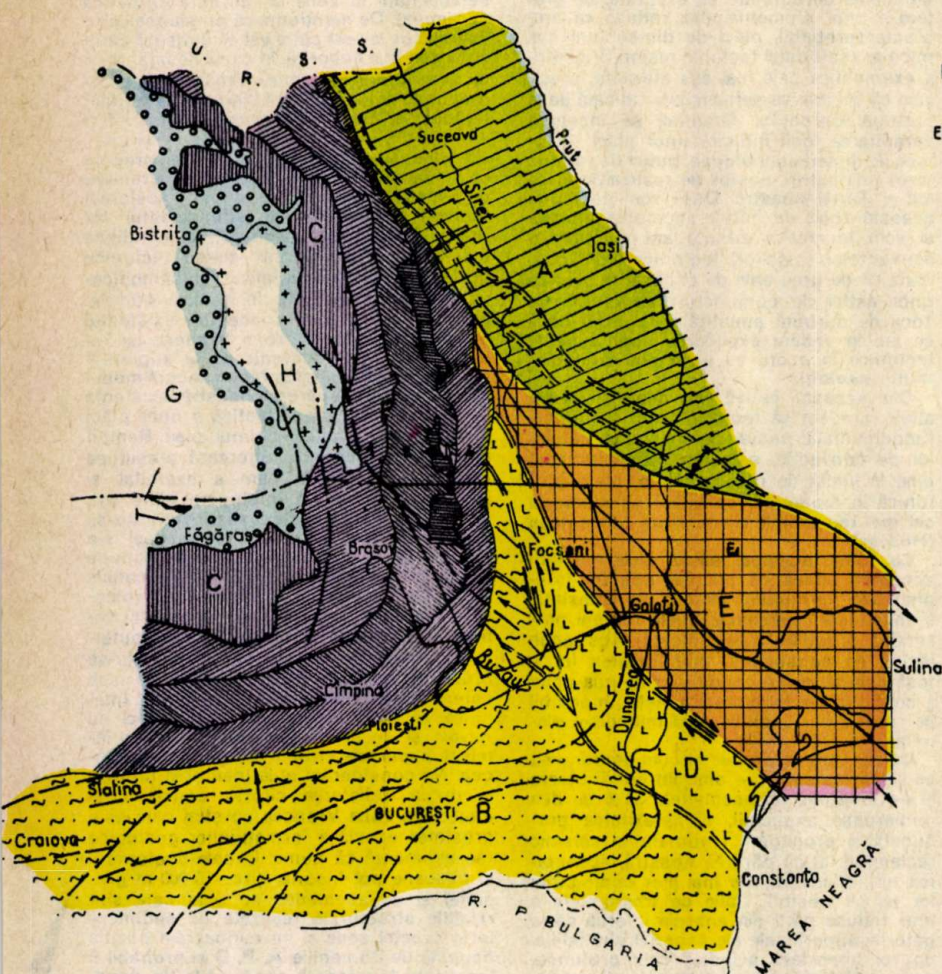 U. R. S. S.
E
Suceava
Prut
Siret
Bistrița
C
Iași
A
H
G
I
Făgăraș
Brașov
Focșani
E₁
C
E
Galați
Sulina
Buzău
Cîmpina
Dunărea
Ploiești
D
Slatina
BUCUREȘTI
B
Craiova
Constanța
R. P. BULGARIA
MAREA NEAGRĂ